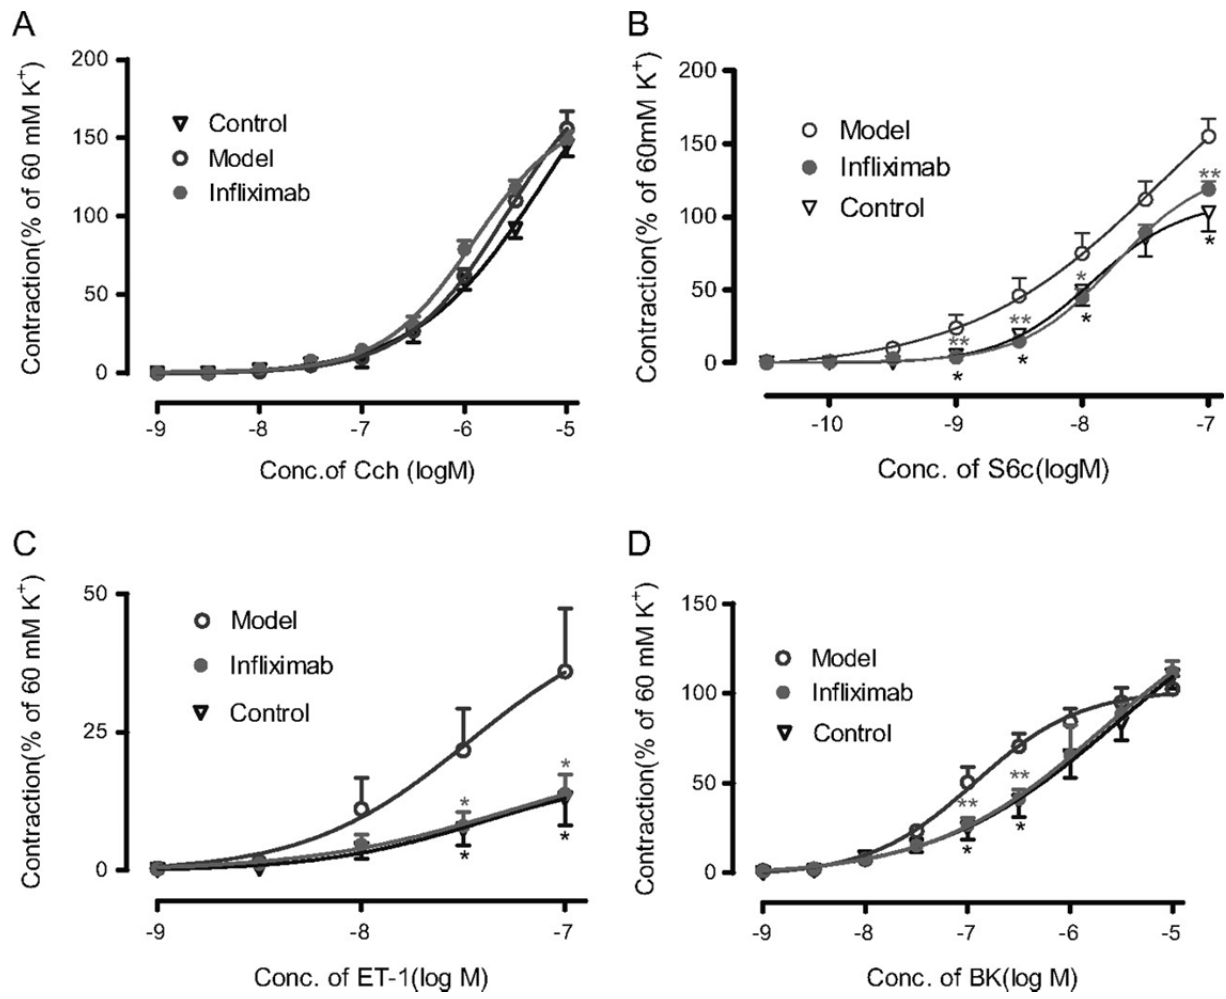 A
Contraction(% of 60 mM K⁺)
200
150
100
50
0
Control
Model
Infliximab
-9
-8
-7
-6
-5
Conc.of Cch (logM)
B
Contraction(% of 60mM K⁺)
200
150
100
50
0
Model
Infliximab
Control
**
*
**
*
**
*
*
*
-10
-9
-8
-7
Conc. of S6c(logM)
C
Contraction(% of 60 mM K⁺)
50
25
0
Model
Infliximab
Control
*
*
*
*
-9
-8
-7
Conc. of ET-1(log M)
D
Contraction(% of 60 mM K⁺)
150
100
50
0
Model
Infliximab
Control
**
**
*
*
-9
-8
-7
-6
-5
Conc. of BK(log M)